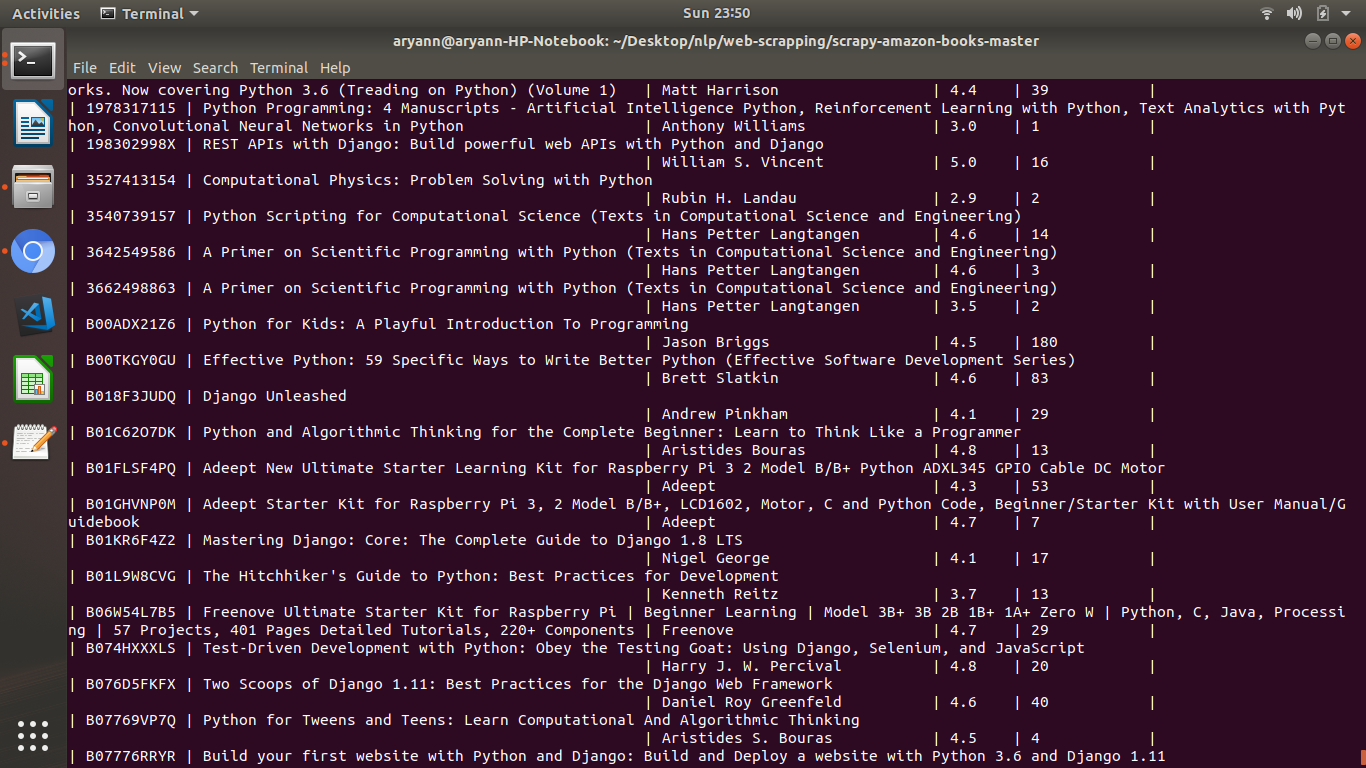 Activities Terminal Sun 23:50
aryann@aryann-HP-Notebook: ~/Desktop/nlp/web-scrapping/scrapy-amazon-books-master
File Edit View Search Terminal Help
orks. Now covering Python 3.6 (Treading on Python) (Volume 1) | Matt Harrison | 4.4 | 39 |
| 1978317115 | Python Programming: 4 Manuscripts - Artificial Intelligence Python, Reinforcement Learning with Python, Text Analytics with Pyt
hon, Convolutional Neural Networks in Python | Anthony Williams | 3.0 | 1 |
| 198302998X | REST APIs with Django: Build powerful web APIs with Python and Django
| William S. Vincent | 5.0 | 16 |
| 3527413154 | Computational Physics: Problem Solving with Python
| Rubin H. Landau | 2.9 | 2 |
| 3540739157 | Python Scripting for Computational Science (Texts in Computational Science and Engineering)
| Hans Petter Langtangen | 4.6 | 14 |
| 3642549586 | A Primer on Scientific Programming with Python (Texts in Computational Science and Engineering)
| Hans Petter Langtangen | 4.6 | 3 |
| 3662498863 | A Primer on Scientific Programming with Python (Texts in Computational Science and Engineering)
| Hans Petter Langtangen | 3.5 | 2 |
| B00ADX21Z6 | Python for Kids: A Playful Introduction To Programming
| Jason Briggs | 4.5 | 180 |
| B00TKGY0GU | Effective Python: 59 Specific Ways to Write Better Python (Effective Software Development Series)
| Brett Slatkin | 4.6 | 83 |
| B018F3JUDQ | Django Unleashed
| Andrew Pinkham | 4.1 | 29 |
| B01C62O7DK | Python and Algorithmic Thinking for the Complete Beginner: Learn to Think Like a Programmer
| Aristides Bouras | 4.8 | 13 |
| B01FLSF4PQ | Adeept New Ultimate Starter Learning Kit for Raspberry Pi 3 2 Model B/B+ Python ADXL345 GPIO Cable DC Motor
| Adeept | 4.3 | 53 |
| B01GHVNP0M | Adeept Starter Kit for Raspberry Pi 3, 2 Model B/B+, LCD1602, Motor, C and Python Code, Beginner/Starter Kit with User Manual/G
uidebook | Adeept | 4.7 | 7 |
| B01KR6F4Z2 | Mastering Django: Core: The Complete Guide to Django 1.8 LTS
| Nigel George | 4.1 | 17 |
| B01L9W8CVG | The Hitchhiker's Guide to Python: Best Practices for Development
| Kenneth Reitz | 3.7 | 13 |
| B06W54L7B5 | Freenove Ultimate Starter Kit for Raspberry Pi | Beginner Learning | Model 3B+ 3B 2B 1B+ 1A+ Zero W | Python, C, Java, Processi
ng | 57 Projects, 401 Pages Detailed Tutorials, 220+ Components | Freenove | 4.7 | 29 |
| B074HXXXLS | Test-Driven Development with Python: Obey the Testing Goat: Using Django, Selenium, and JavaScript
| Harry J. W. Percival | 4.8 | 20 |
| B076D5FKFX | Two Scoops of Django 1.11: Best Practices for the Django Web Framework
| Daniel Roy Greenfeld | 4.6 | 40 |
| B07769VP7Q | Python for Tweens and Teens: Learn Computational And Algorithmic Thinking
| Aristides S. Bouras | 4.5 | 4 |
| B07776RRYR | Build your first website with Python and Django: Build and Deploy a website with Python 3.6 and Django 1.11